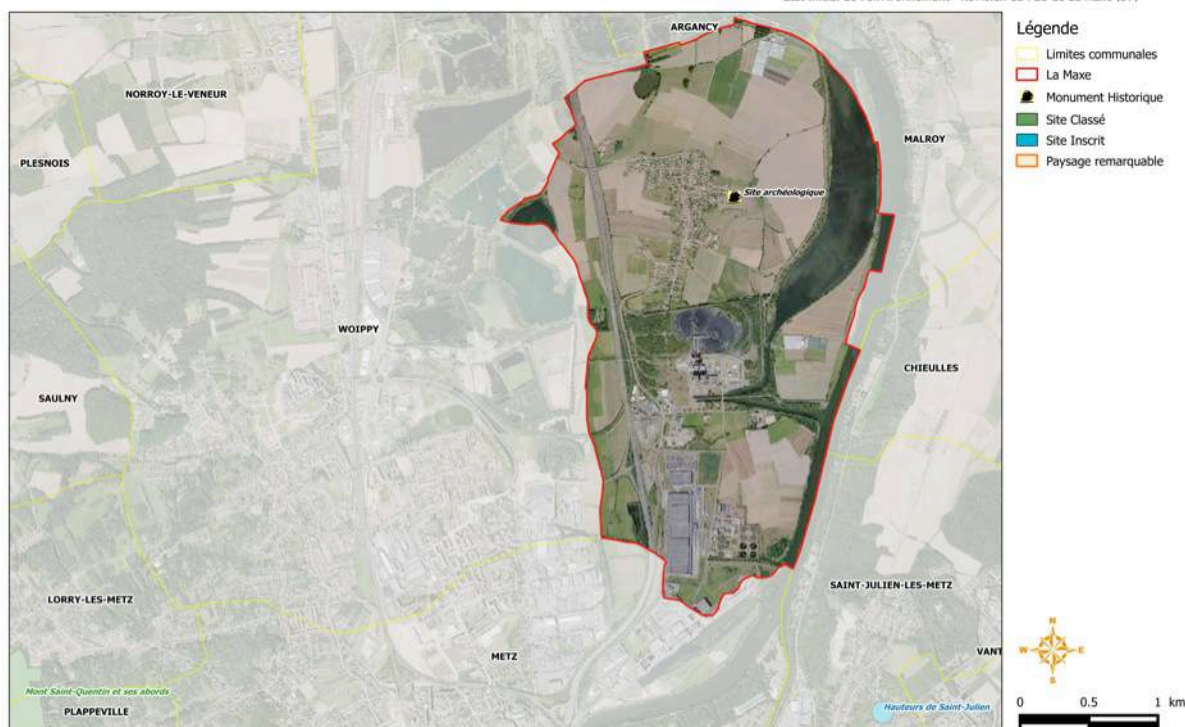 ARGANCY
NORROY-LE-VENEUR
PLESNOIS
MALROY
Site archéologique
WOIPPY
CHIEULLES
SAULNY
LORRY-LES-METZ
SAINT-JULIEN-LES-METZ
METZ
VANT
Mont Saint-Quentin et ses abords
PLAPPEVILLE
Hauteurs de Saint-Julien
Légende
Limites communales
La Maxe
Monument Historique
Site Classé
Site Inscrit
Paysage remarquable
N
W E
S
0 0.5 1 km